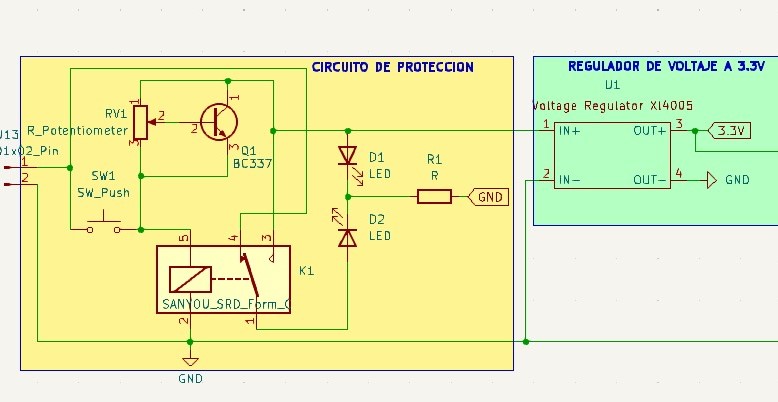 CIRCUITO DE PROTECCION
REGULADOR DE VOLTAJE A 3.3V
U1
Voltage Regulator Xl4005
RV1
R_Potentiometer
1
2
3
1
2
3
Q1
BC337
U13
01x02_Pin
1
2
SW1
SW_Push
D1
LED
R1
R
GND
D2
LED
1
IN+
OUT+
3
3.3V
2
IN-
OUT-
4
GND
5
4
3
K1
SANYOU_SRD_Form_C
2
1
GND